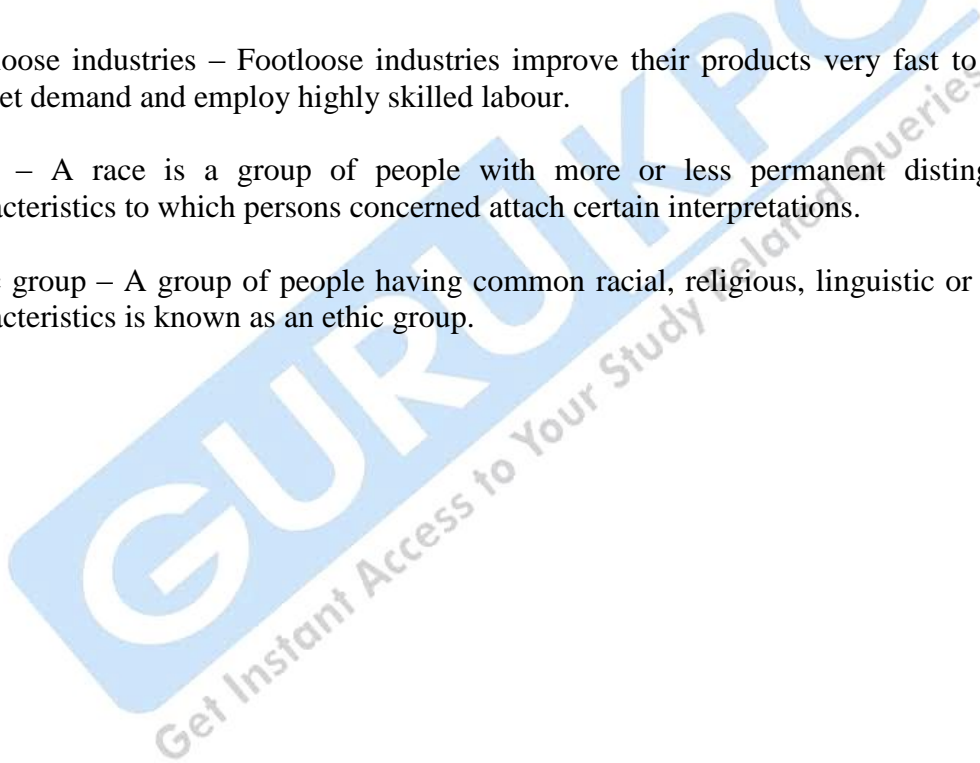 oose industries – Footloose industries improve their products very fast to
et demand and employ highly skilled labour.
– A race is a group of people with more or less permanent disting
acteristics to which persons concerned attach certain interpretations.
group – A group of people having common racial, religious, linguistic or
acteristics is known as an ethic group.
GURUKPO
Get Instant Access to Your Study Related Queries